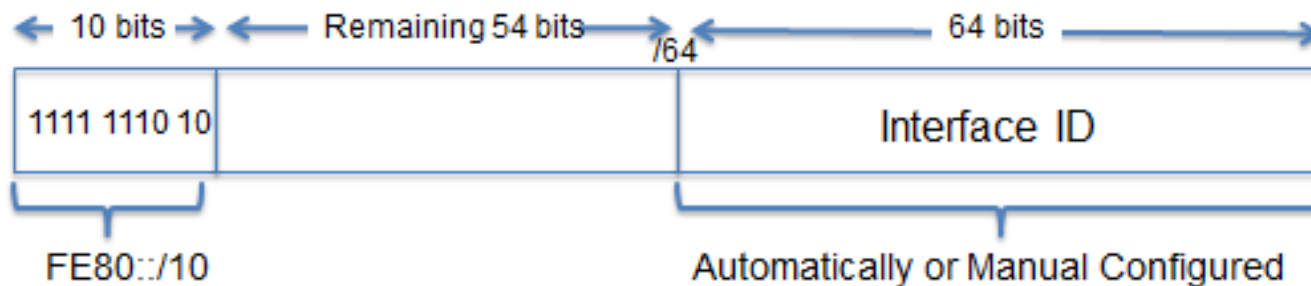 10 bits Remaining 54 bits 64 bits
/64
1111 1110 10 Interface ID
FE80::/10 Automatically or Manual Configured